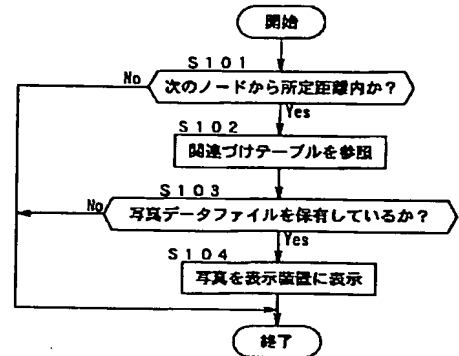 開始
S101
No
次のノードから所定距離内か？
Yes
S102
関連づけテーブルを参照
S103
No
写真データファイルを保有しているか？
Yes
S104
写真を表示装置に表示
終了